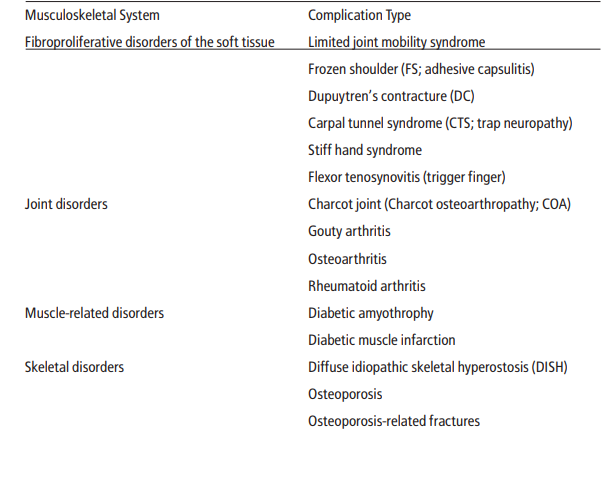 Musculoskeletal System Complication Type
Fibroproliferative disorders of the soft tissue Limited joint mobility syndrome
Frozen shoulder (FS; adhesive capsulitis)
Dupuytren’s contracture (DC)
Carpal tunnel syndrome (CTS; trap neuropathy)
Stiff hand syndrome
Flexor tenosynovitis (trigger finger)
Joint disorders Charcot joint (Charcot osteoarthropathy; COA)
Gouty arthritis
Osteoarthritis
Rheumatoid arthritis
Muscle-related disorders Diabetic amyothrophy
Diabetic muscle infarction
Skeletal disorders Diffuse idiopathic skeletal hyperostosis (DISH)
Osteoporosis
Osteoporosis-related fractures